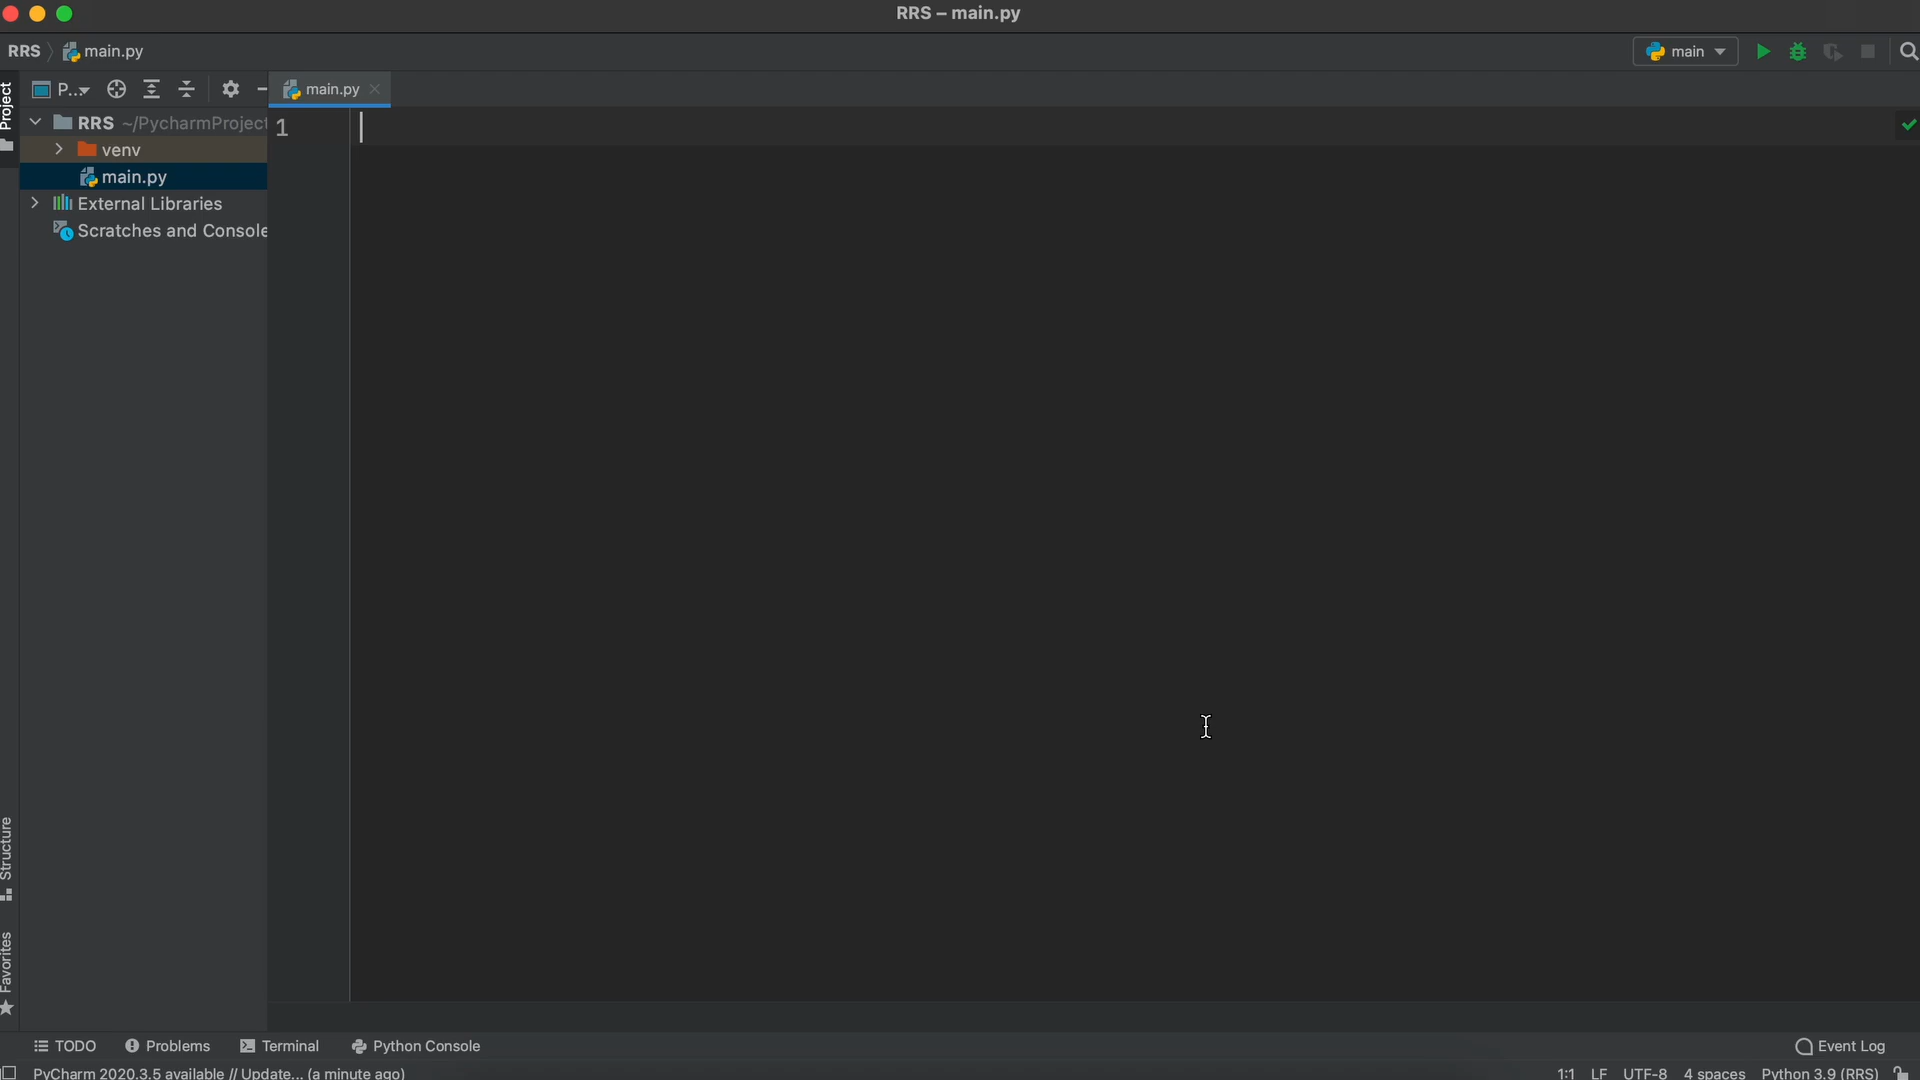 RRS – main.py
RRS main.py
main
P...
main.py
Project
RRS ~/PycharmProject
1
venv
main.py
External Libraries
Scratches and Console
Structure
Favorites
TODO Problems Terminal Python Console Event Log
PyCharm 2020.3.5 available // Update... (a minute ago) 1:1 LF UTF-8 4 spaces Python 3.9 (RRS)